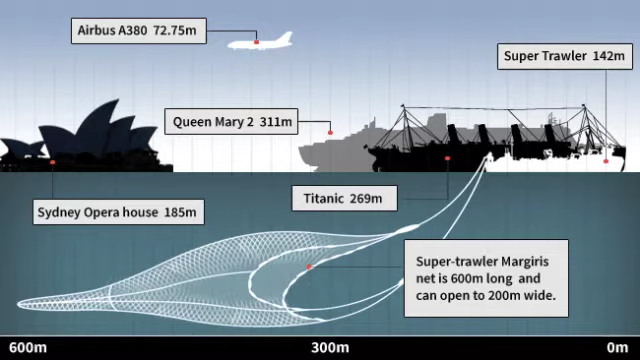 Airbus A380 72.75m
Super Trawler 142m
Queen Mary 2 311m
Titanic 269m
Sydney Opera house 185m
Super-trawler Margiris
net is 600m long and
can open to 200m wide.
600m 300m 0m